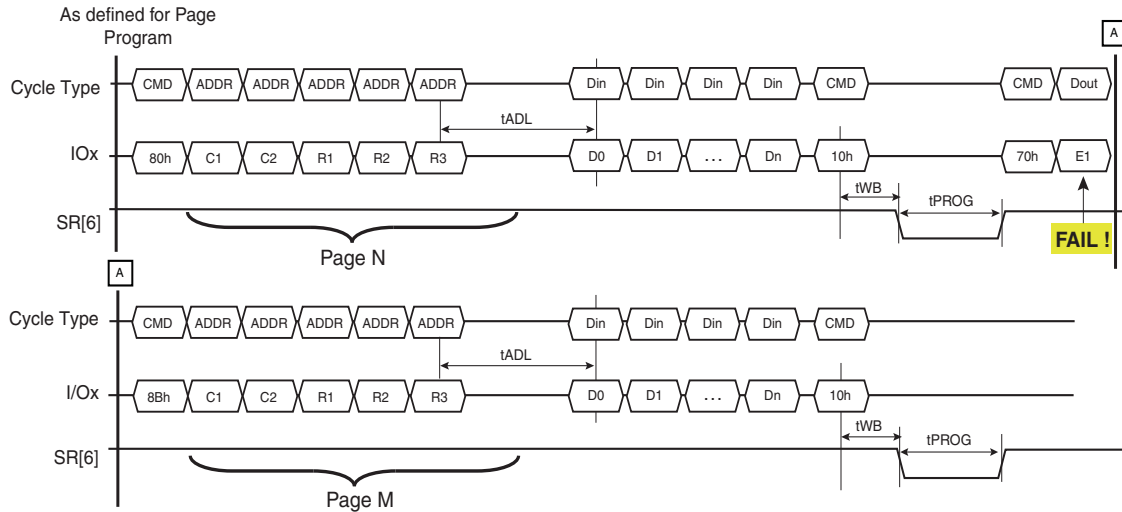 As defined for Page
Program
A
Cycle Type CMD ADDR ADDR ADDR ADDR ADDR Din Din Din Din CMD CMD Dout
tADL
IOx 80h C1 C2 R1 R2 R3 D0 D1 ... Dn 10h 70h E1
tWB tPROG
SR[6]
FAIL !
Page N
A
Cycle Type CMD ADDR ADDR ADDR ADDR ADDR Din Din Din Din CMD
tADL
I/Ox 8Bh C1 C2 R1 R2 R3 D0 D1 ... Dn 10h
tWB tPROG
SR[6]
Page M